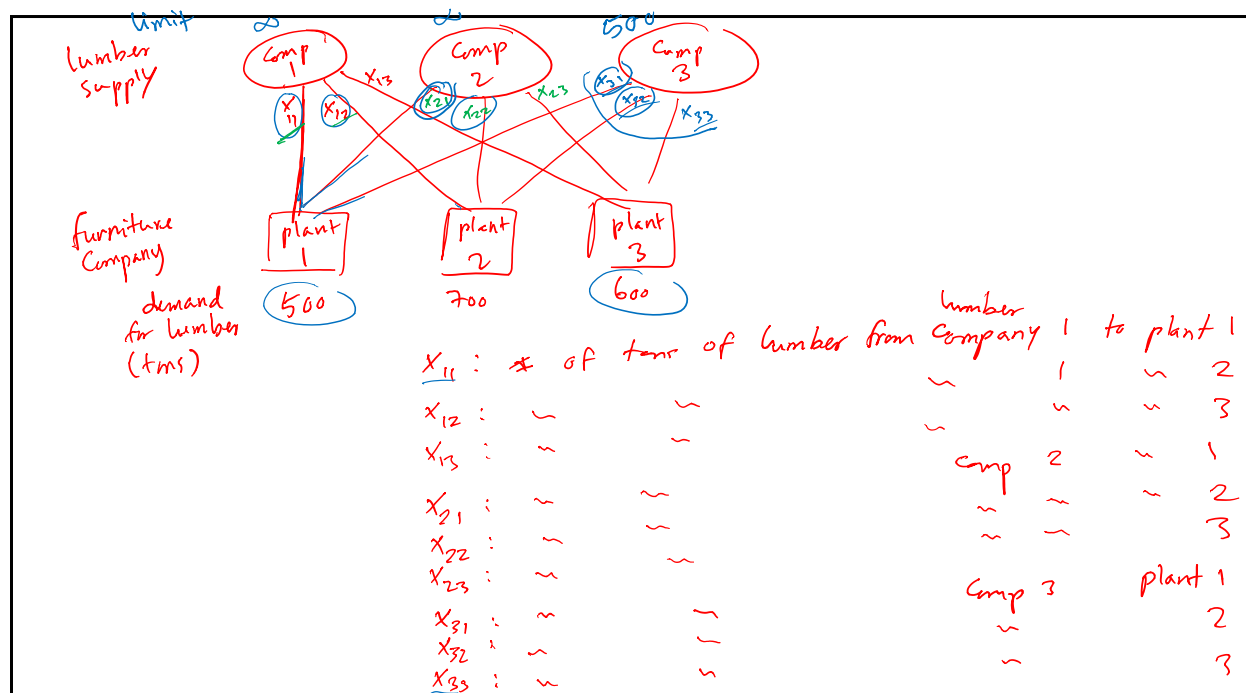 limit ∞ ∞ 500
lumber supply
Comp 1
Comp 2
Comp 3
x11 x12 x13 x21 x22 x23 x31 x32 x33
furniture Company
plant 1
plant 2
plant 3
demand for lumber (tons)
500 700 600
x11 : # of tons of lumber from lumber Company 1 to plant 1
x12 : ~ ~ ~ 1 ~ 2
x13 : ~ ~ ~ ~ ~ 3
x21 : ~ ~ Comp 2 ~ 1
x22 : ~ ~ ~ ~ ~ 2
x23 : ~ ~ ~ ~ 3
x31 : ~ ~ Comp 3 plant 1
x32 : ~ ~ ~ 2
x33 : ~ ~ ~ 3